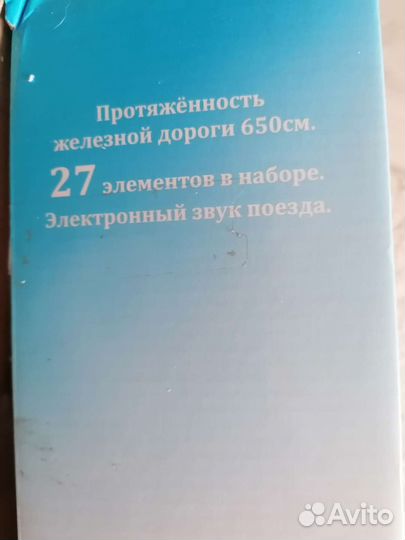 Протяжённость
железной дороги 650см.
27 элементов в наборе.
Электронный звук поезда.
Avito